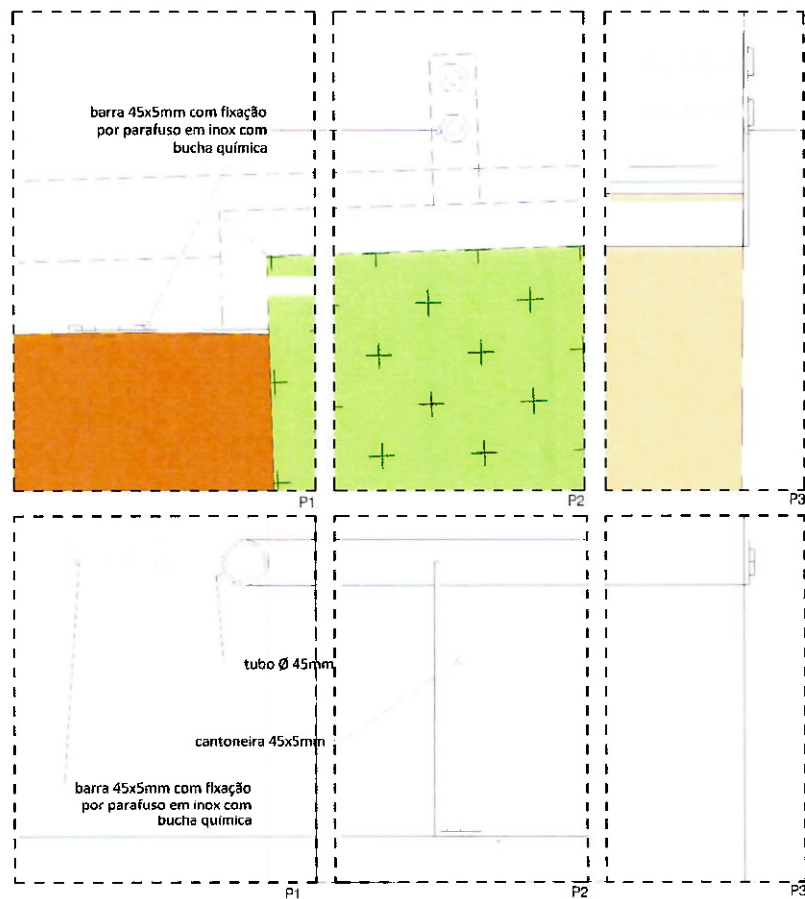 barra 45x5mm com fixação
por parafuso em inox com
bucha química
P1
P2
P3
tubo Ø 45mm
cantoneira 45x5mm
barra 45x5mm com fixação
por parafuso em inox com
bucha química
P1
P2
P3